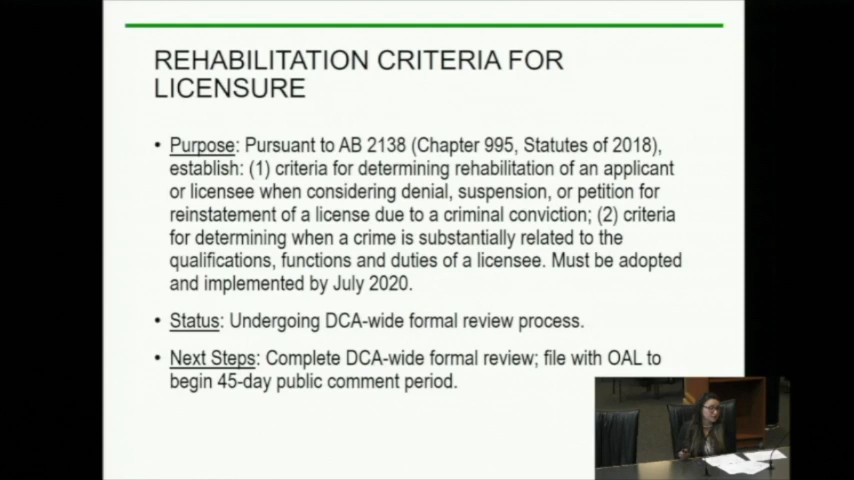 REHABILITATION CRITERIA FOR
LICENSURE
• Purpose: Pursuant to AB 2138 (Chapter 995, Statutes of 2018),
establish: (1) criteria for determining rehabilitation of an applicant
or licensee when considering denial, suspension, or petition for
reinstatement of a license due to a criminal conviction; (2) criteria
for determining when a crime is substantially related to the
qualifications, functions and duties of a licensee. Must be adopted
and implemented by July 2020.
• Status: Undergoing DCA-wide formal review process.
• Next Steps: Complete DCA-wide formal review; file with OAL to
begin 45-day public comment period.